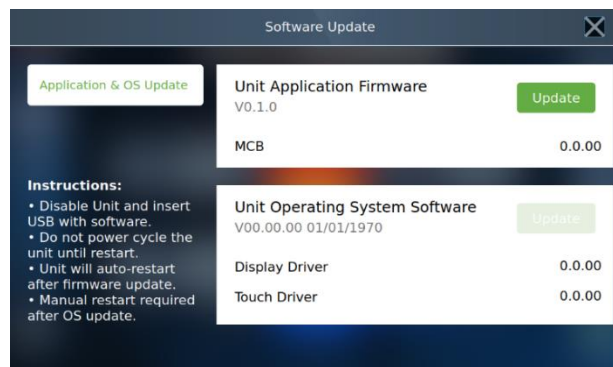 Software Update
Application & OS Update
Instructions:
• Disable Unit and insert
USB with software.
• Do not power cycle the
unit until restart.
• Unit will auto-restart
after firmware update.
• Manual restart required
after OS update.
Unit Application Firmware
V0.1.0
Update
MCB 0.0.00
Unit Operating System Software
V00.00.00 01/01/1970
Update
Display Driver 0.0.00
Touch Driver 0.0.00